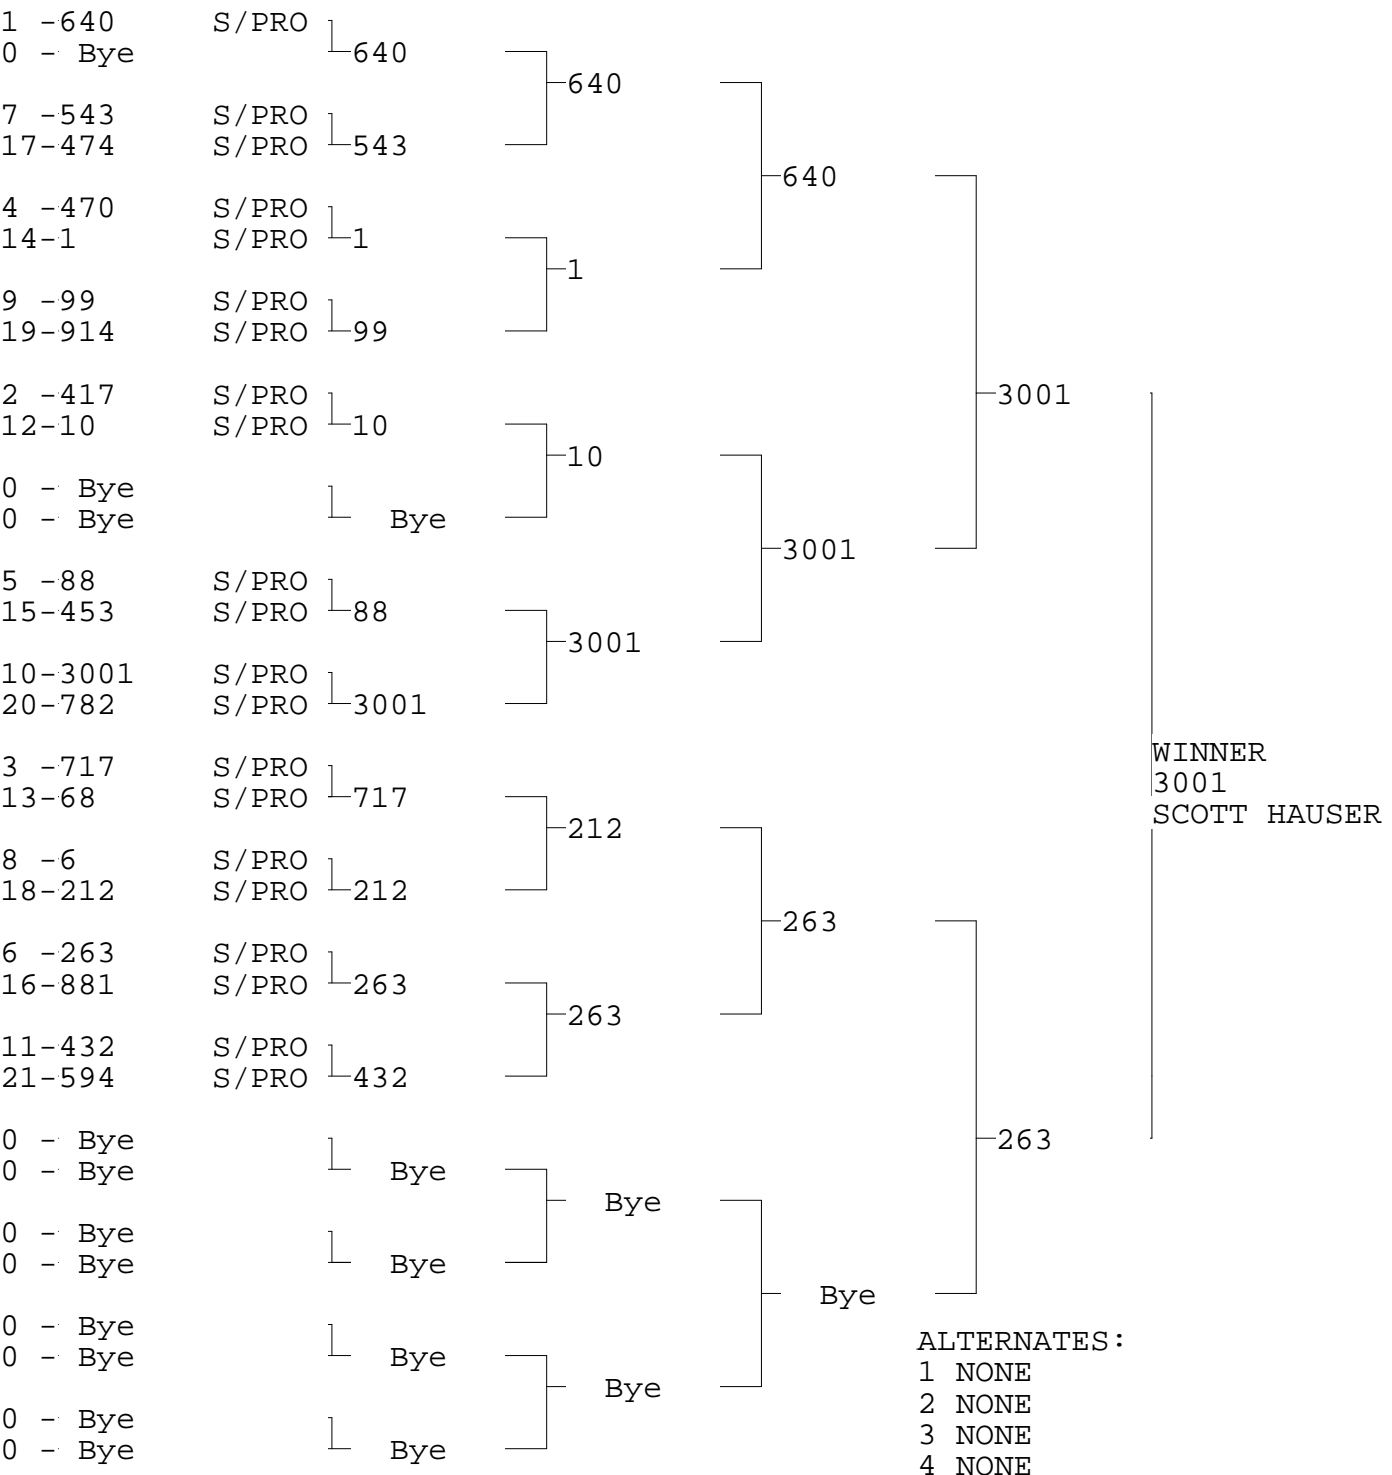 1 -640 S/PRO
0 - Bye 640
640
7 -543 S/PRO
17-474 S/PRO 543
640
4 -470 S/PRO
14-1 S/PRO 1
1
9 -99 S/PRO
19-914 S/PRO 99
2 -417 S/PRO 3001
12-10 S/PRO 10
10
0 - Bye
0 - Bye Bye
3001
5 -88 S/PRO
15-453 S/PRO 88
3001
10-3001 S/PRO
20-782 S/PRO 3001
WINNER
3 -717 S/PRO
3001
13-68 S/PRO 717
SCOTT HAUSER
212
8 -6 S/PRO
18-212 S/PRO 212
263
6 -263 S/PRO
16-881 S/PRO 263
263
11-432 S/PRO
21-594 S/PRO 432
0 - Bye 263
0 - Bye Bye
Bye
0 - Bye
0 - Bye Bye
Bye
0 - Bye
ALTERNATES:
0 - Bye Bye
1 NONE
Bye
2 NONE
0 - Bye
3 NONE
0 - Bye Bye
4 NONE